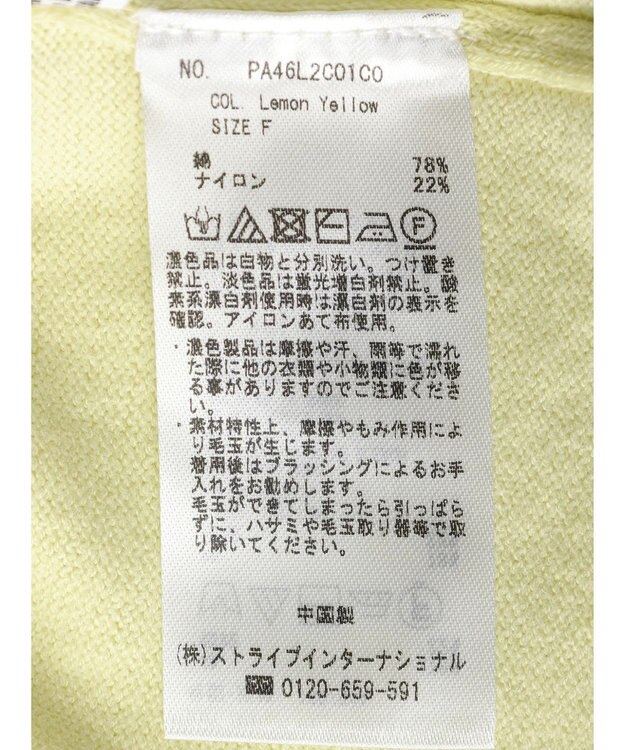 NO. PA46L2C01C0
COL. Lemon Yellow
SIZE F
綿 78%
ナイロン 22%
F
濃色品は白物と分別洗い。つけ置き
禁止。淡色品は蛍光増白剤禁止。酸
素系漂白剤使用時は漂白剤の表示を
確認。アイロンあて布使用。
・濃色製品は摩擦や汗、雨等で濡れ
た際に他の衣類や小物類に色が移
る事がありますのでご注意くださ
い。
・素材特性上、摩擦やもみ作用によ
り毛玉が生じます。
着用後はブラッシングによるお手
入れをお勧めします。
毛玉ができてしまったら引っぱら
ずに、ハサミや毛玉取り器等で取
り除いてください。
中国製
(株)ストライプインターナショナル
0120-659-591